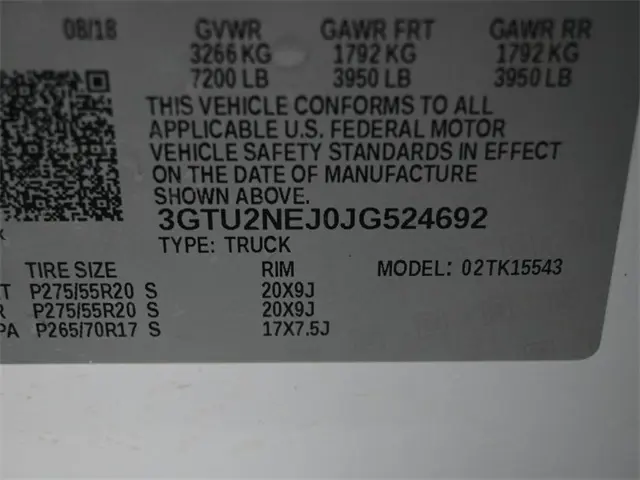 08/18 GVWR GAWR FRT GAWR RR
3266 KG 1792 KG 1792 KG
7200 LB 3950 LB 3950 LB
THIS VEHICLE CONFORMS TO ALL
APPLICABLE U.S. FEDERAL MOTOR
VEHICLE SAFETY STANDARDS IN EFFECT
ON THE DATE OF MANUFACTURE
SHOWN ABOVE.
3GTU2NEJ0JG524692
TYPE: TRUCK
TIRE SIZE RIM MODEL: 02TK15543
P275/55R20 S 20X9J
P275/55R20 S 20X9J
P265/70R17 S 17X7.5J